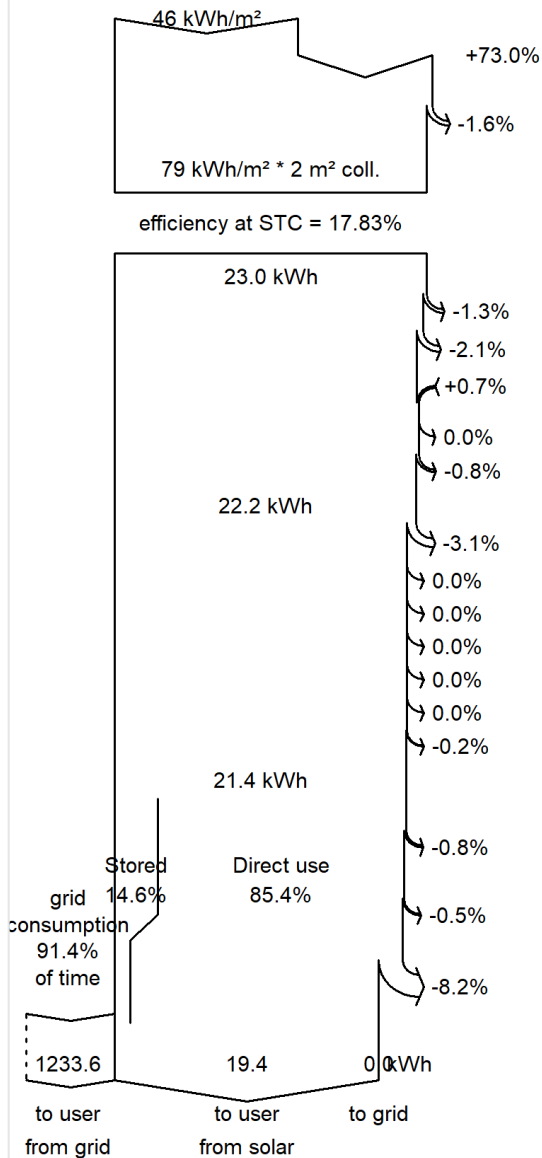 46 kWh/m²
+73.0%
-1.6%
79 kWh/m² * 2 m² coll.
efficiency at STC = 17.83%
23.0 kWh
-1.3%
-2.1%
+0.7%
0.0%
-0.8%
22.2 kWh
-3.1%
0.0%
0.0%
0.0%
0.0%
0.0%
-0.2%
21.4 kWh
-0.8%
Stored
14.6%
Direct use
85.4%
-0.5%
grid
consumption
91.4%
of time
-8.2%
1233.6
19.4
0.0 kWh
to user
from grid
to user
from solar
to grid